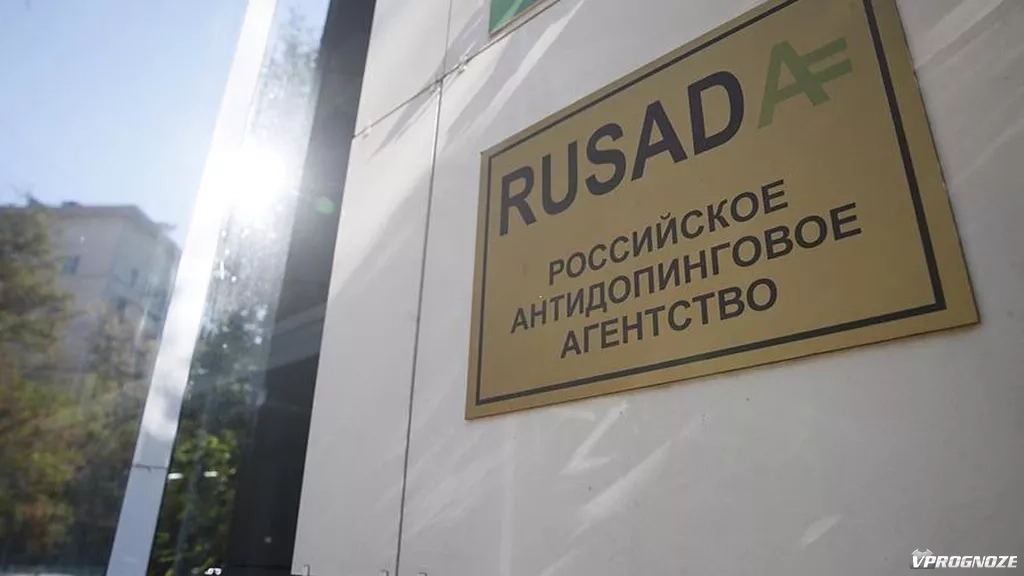 RUSADA
РОССИЙСКОЕ
АНТИДОПИНГОВОЕ
АГЕНТСТВО
VPROGNOZE